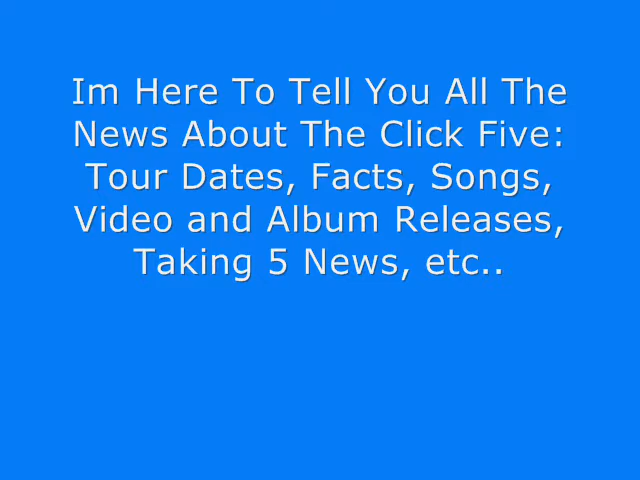 Im Here To Tell You All The
News About The Click Five:
Tour Dates, Facts, Songs,
Video and Album Releases,
Taking 5 News, etc..